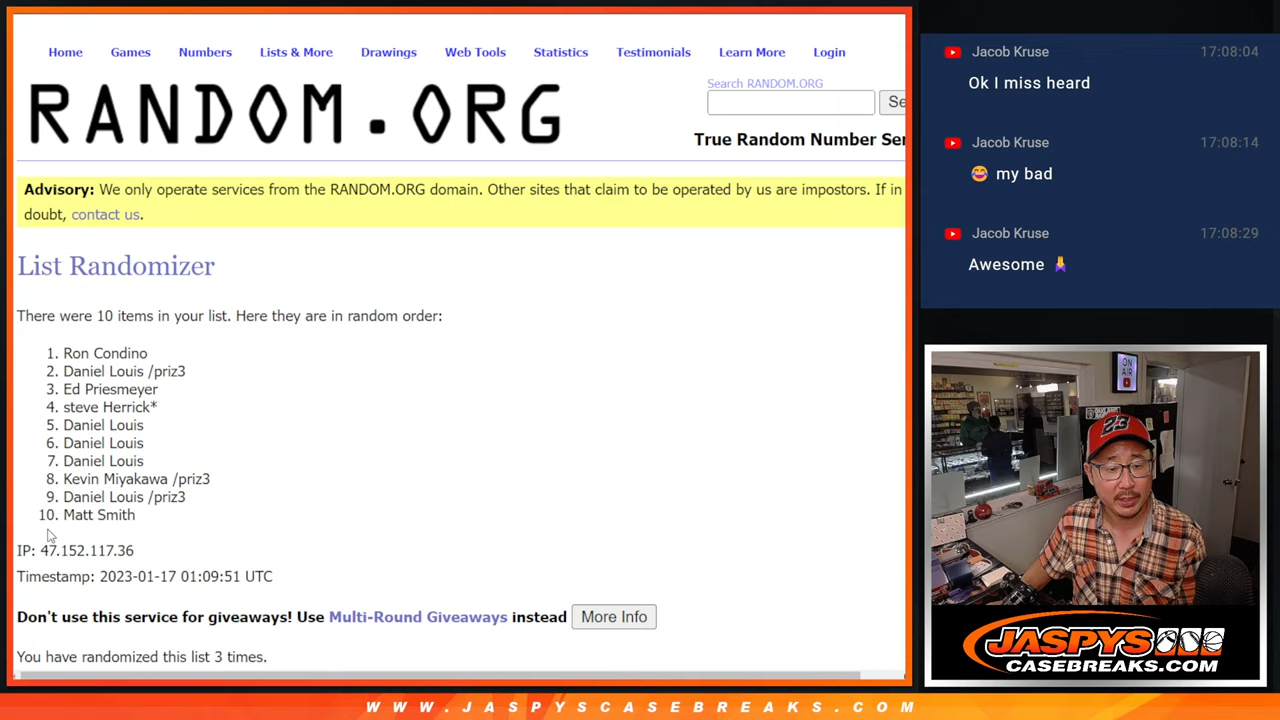 Home Games Numbers Lists & More Drawings Web Tools Statistics Testimonials Learn More Login
RANDOM.ORG
Search RANDOM.ORG
Se
True Random Number Ser
Advisory: We only operate services from the RANDOM.ORG domain. Other sites that claim to be operated by us are impostors. If in
doubt, contact us.
List Randomizer
There were 10 items in your list. Here they are in random order:
1. Ron Condino
2. Daniel Louis /priz3
3. Ed Priesmeyer
4. steve Herrick*
5. Daniel Louis
6. Daniel Louis
7. Daniel Louis
8. Kevin Miyakawa /priz3
9. Daniel Louis /priz3
10. Matt Smith
IP: 47.152.117.36
Timestamp: 2023-01-17 01:09:51 UTC
Don't use this service for giveaways! Use Multi-Round Giveaways instead More Info
You have randomized this list 3 times.
Jacob Kruse 17:08:04
Ok I miss heard
Jacob Kruse 17:08:14
😂 my bad
Jacob Kruse 17:08:29
Awesome 🙏
ON
AIR
23
JASPYS
CASEBREAKS.COM
WWW.JASPYSCASEBREAKS.COM